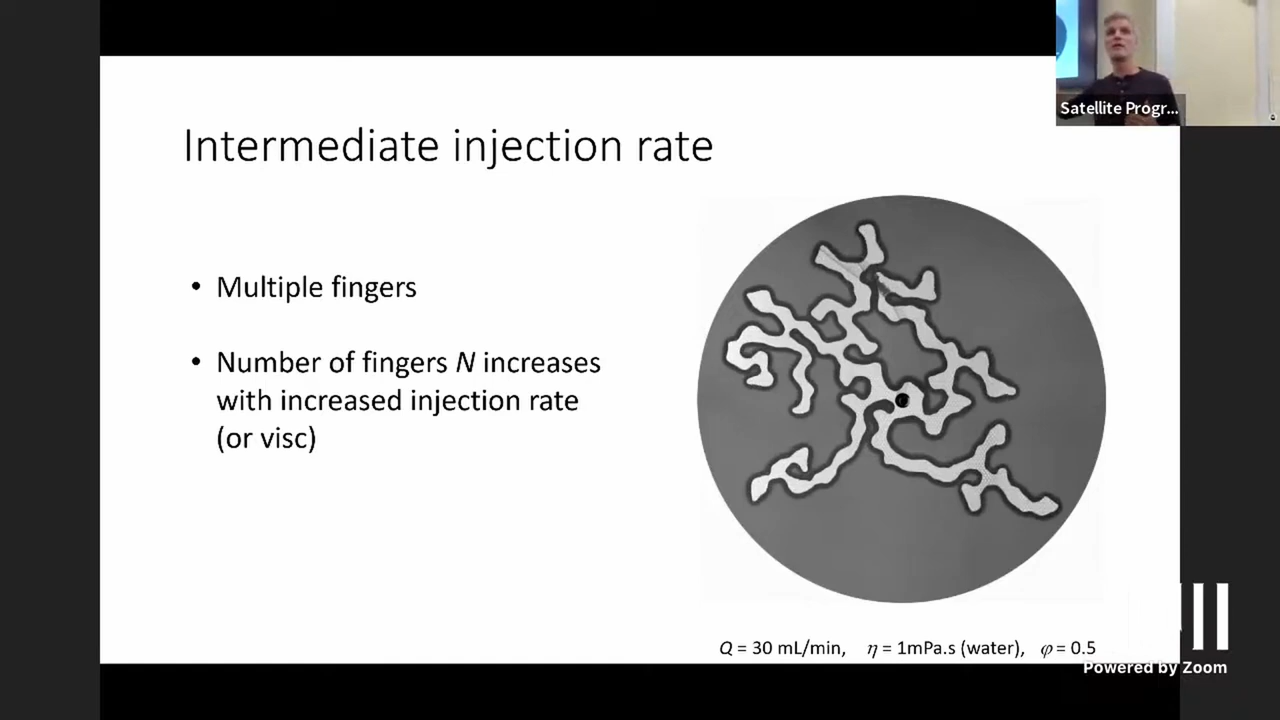 Satellite Progr...
Intermediate injection rate
• Multiple fingers
• Number of fingers N increases
with increased injection rate
(or visc)
Q = 30 mL/min, η = 1mPa.s (water), φ = 0.5
Powered by Zoom